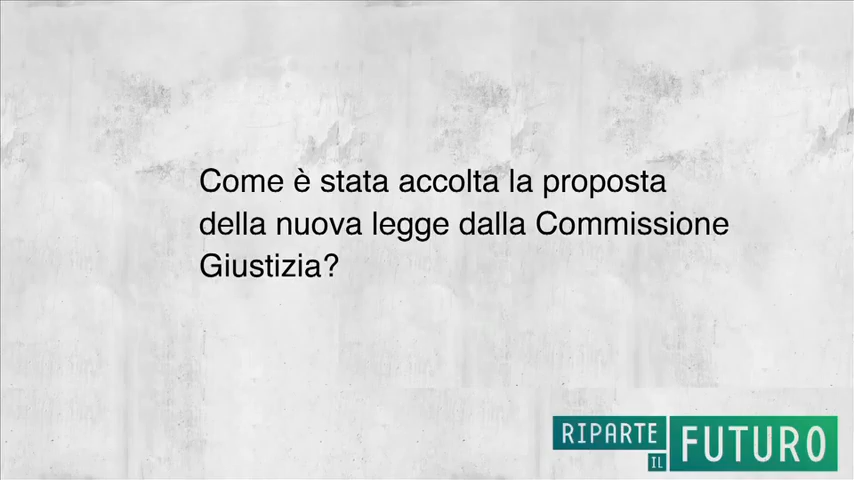 Come è stata accolta la proposta
della nuova legge dalla Commissione
Giustizia?
RIPARTE
IL
FUTURO